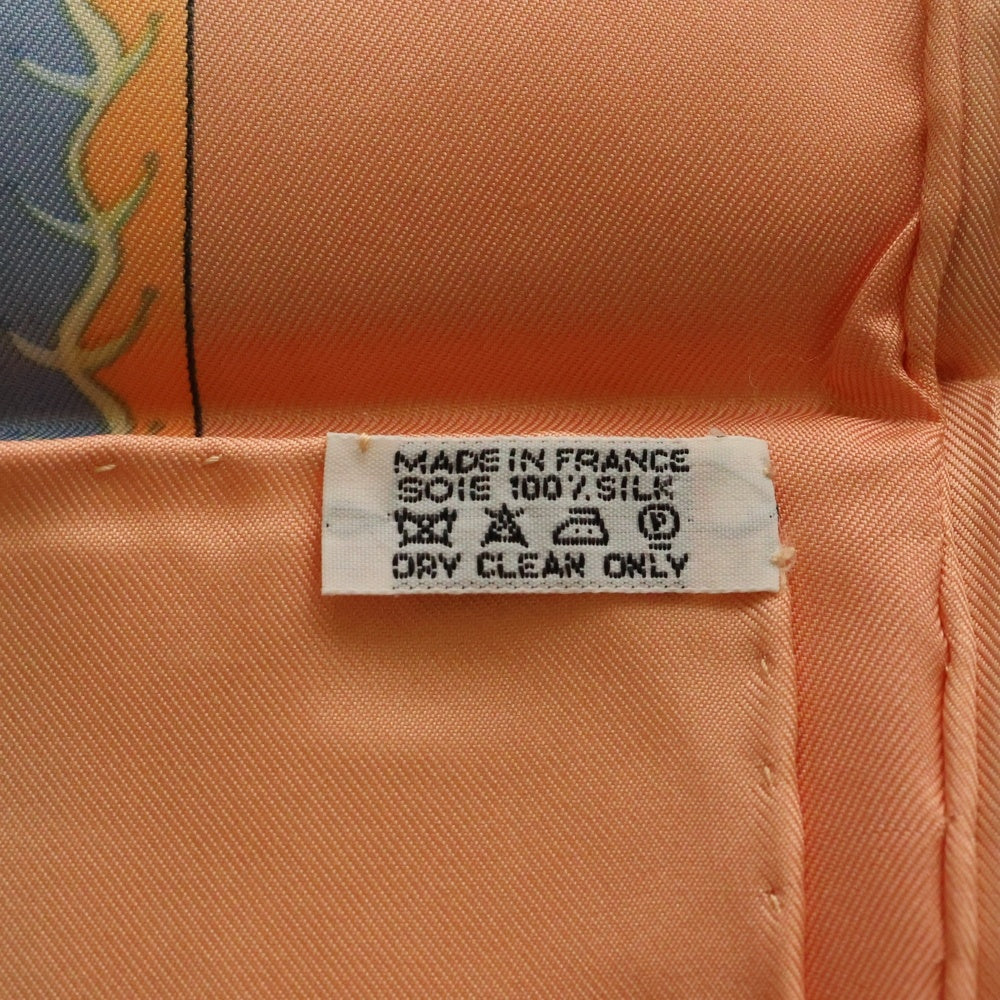 MADE IN FRANCE
SOIE 100% SILK
P
DRY CLEAN ONLY